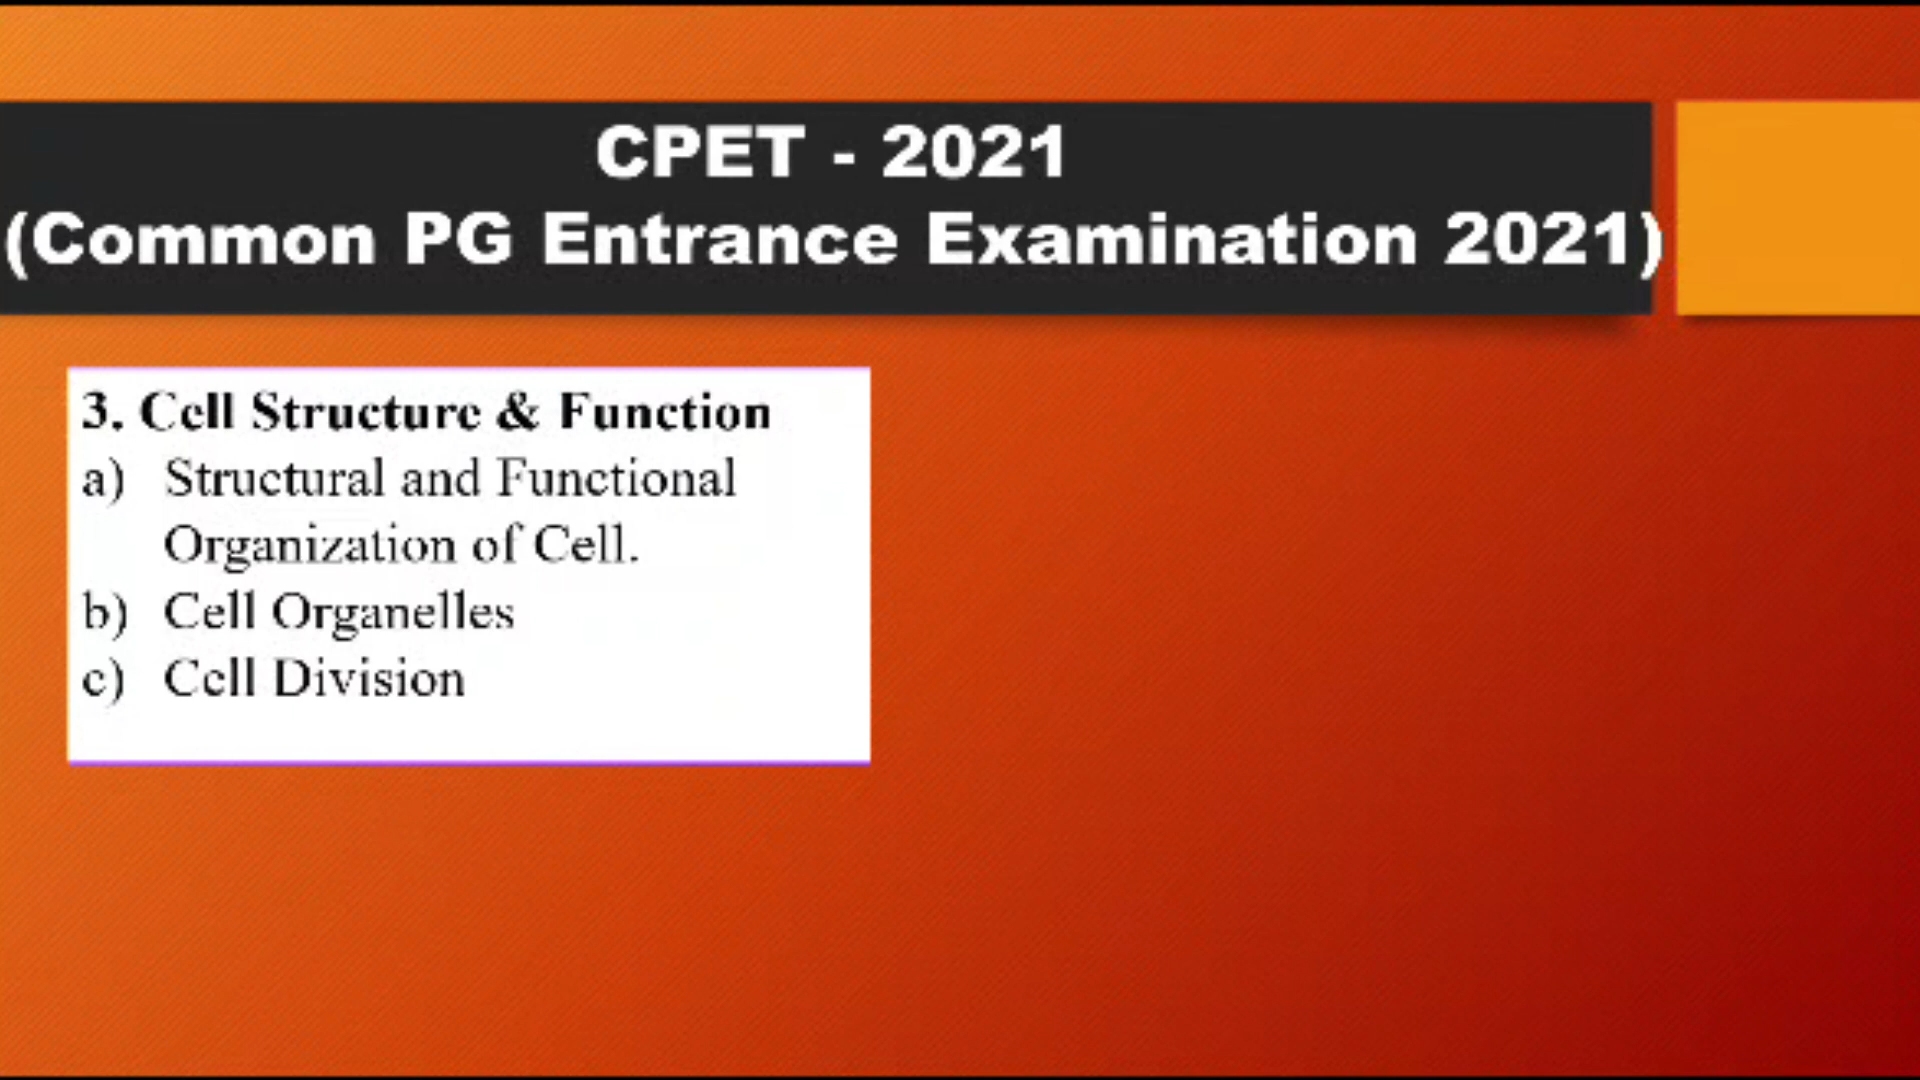 CPET - 2021
(Common PG Entrance Examination 2021)
3. Cell Structure & Function
a) Structural and Functional
Organization of Cell.
b) Cell Organelles
c) Cell Division